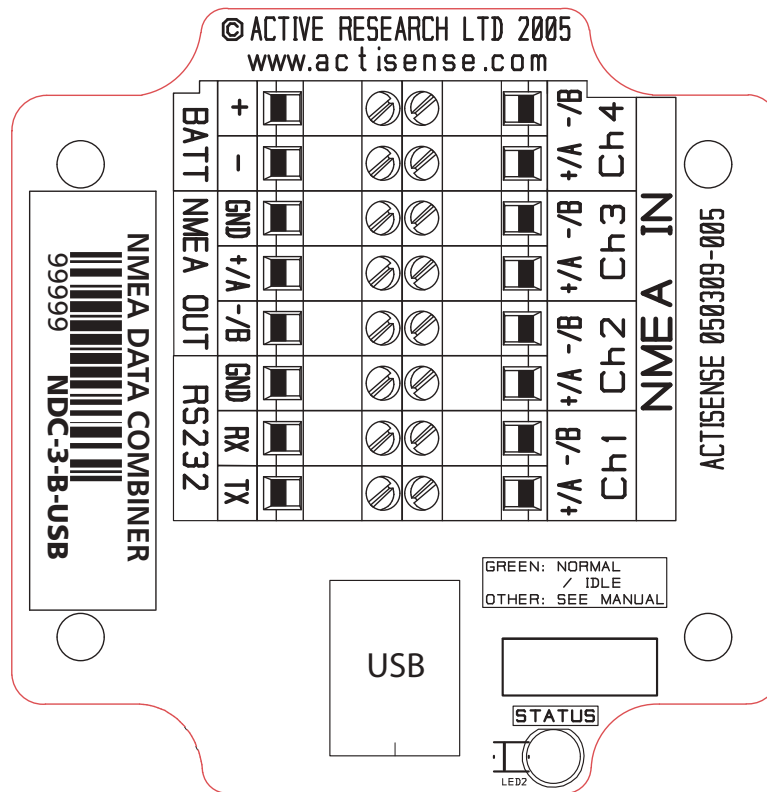 © ACTIVE RESEARCH LTD 2005
www.actisense.com
BATT
+
-
NMEA OUT
GND
+/A
-/B
RS232
GND
RX
TX
-/B
+/A
Ch4
-/B
+/A
Ch3
-/B
+/A
Ch2
-/B
+/A
Ch1
NMEA IN
ACTISENSE 050309-005
NMEA DATA COMBINER
99999
NDC-3-B-USB
GREEN: NORMAL
/ IDLE
OTHER: SEE MANUAL
USB
STATUS
LED2